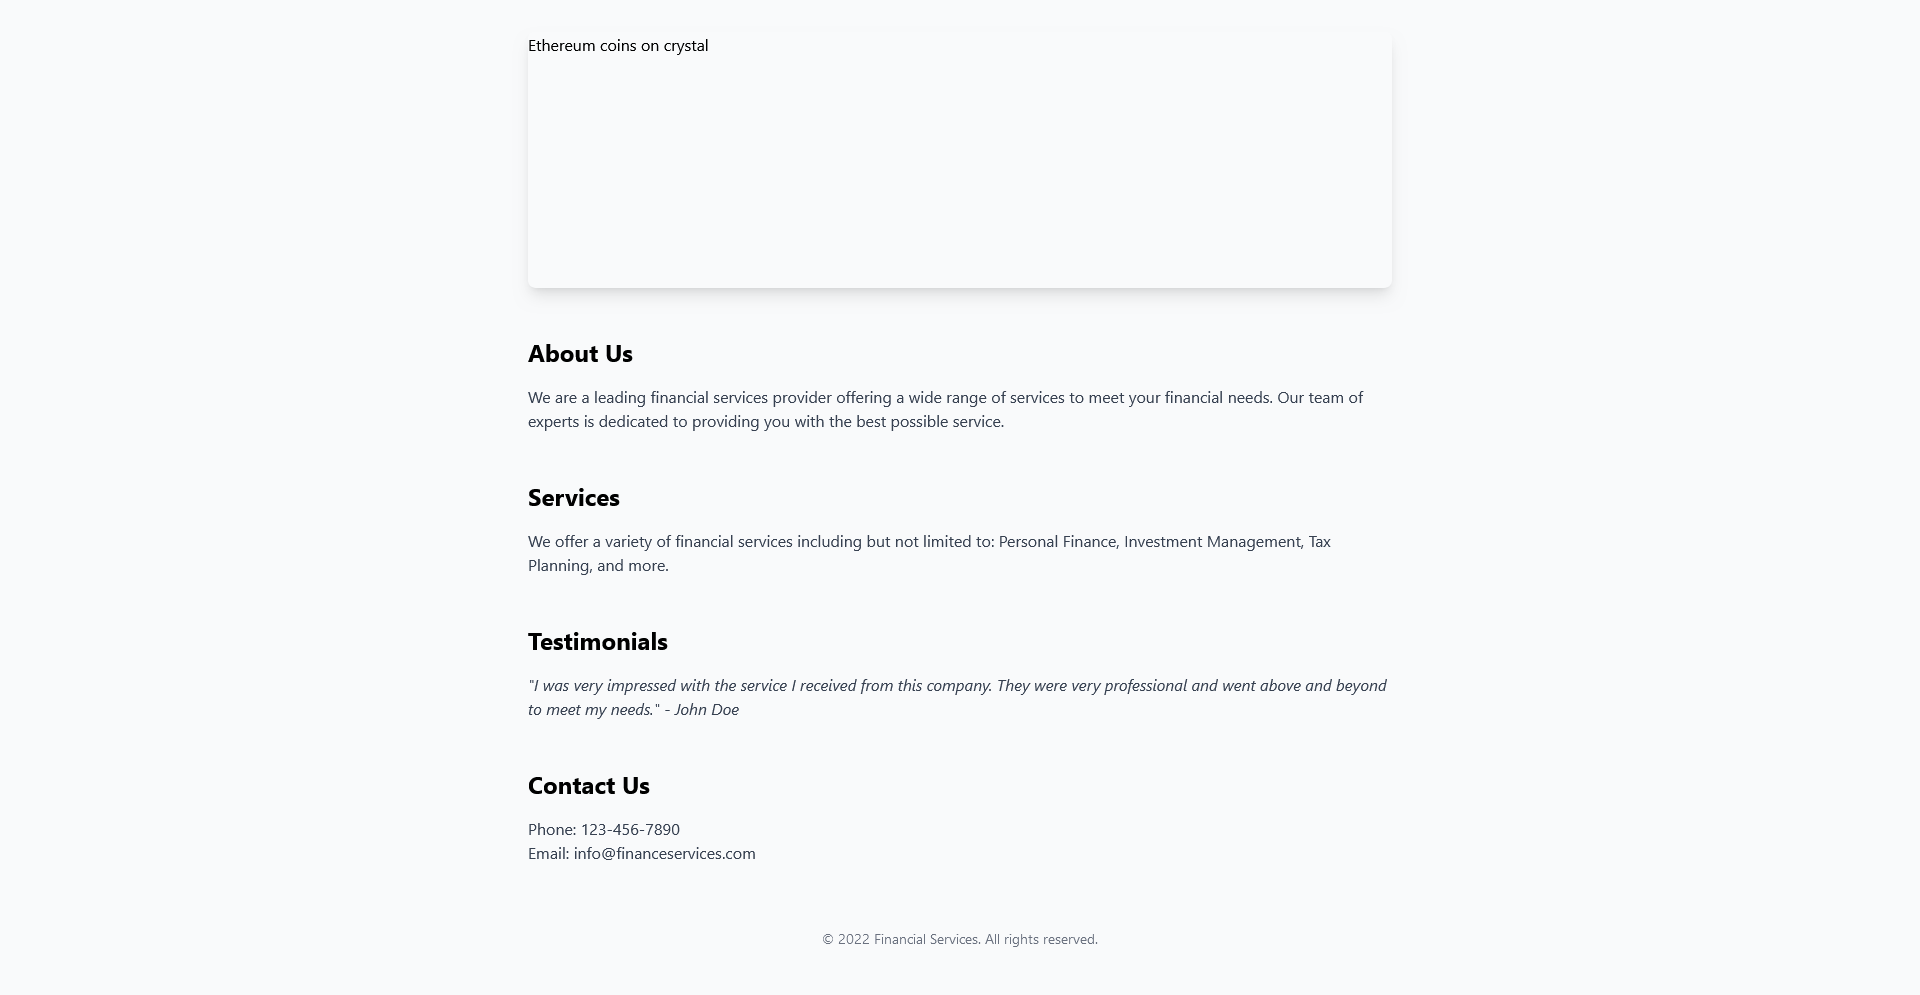 Ethereum coins on crystal
About Us
We are a leading financial services provider offering a wide range of services to meet your financial needs. Our team of
experts is dedicated to providing you with the best possible service.
Services
We offer a variety of financial services including but not limited to: Personal Finance, Investment Management, Tax
Planning, and more.
Testimonials
"I was very impressed with the service I received from this company. They were very professional and went above and beyond
to meet my needs." - John Doe
Contact Us
Phone: 123-456-7890
Email: info@financeservices.com
© 2022 Financial Services. All rights reserved.